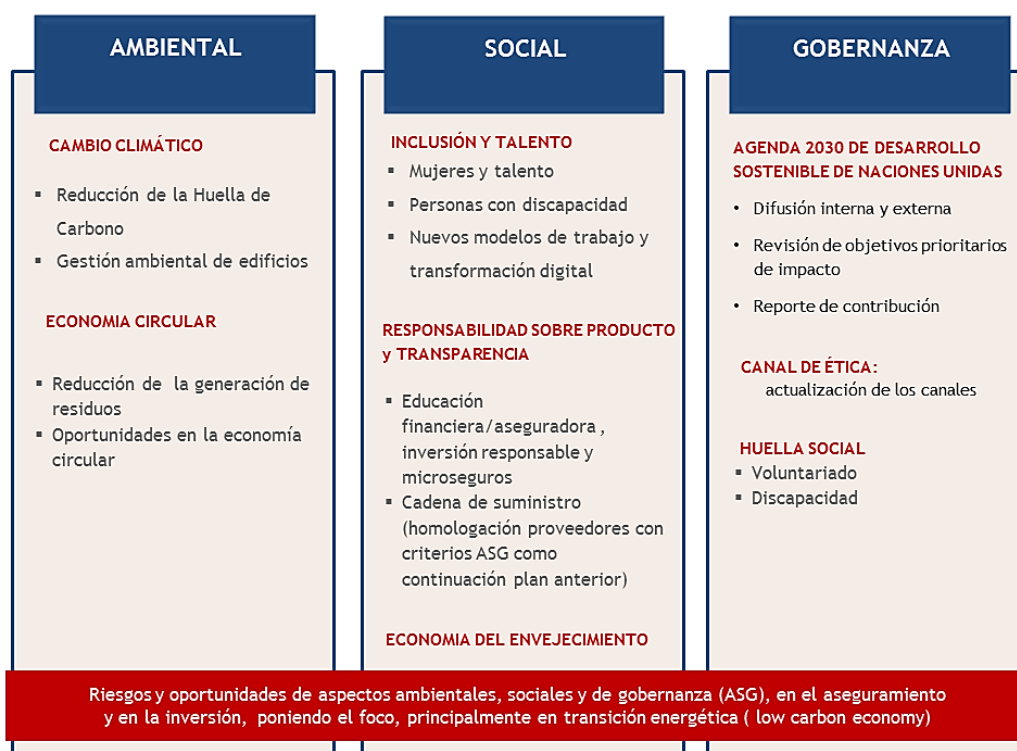 AMBIENTAL
CAMBIO CLIMÁTICO
▪ Reducción de la Huella de
Carbono
▪ Gestión ambiental de edificios
ECONOMIA CIRCULAR
▪ Reducción de la generación de
residuos
▪ Oportunidades en la economía
circular
SOCIAL
INCLUSIÓN Y TALENTO
▪ Mujeres y talento
▪ Personas con discapacidad
▪ Nuevos modelos de trabajo y
transformación digital
RESPONSABILIDAD SOBRE PRODUCTO
y TRANSPARENCIA
▪ Educación
financiera/aseguradora ,
inversión responsable y
microseguros
▪ Cadena de suministro
(homologación proveedores con
criterios ASG como
continuación plan anterior)
ECONOMIA DEL ENVEJECIMIENTO
GOBERNANZA
AGENDA 2030 DE DESARROLLO
SOSTENIBLE DE NACIONES UNIDAS
• Difusión interna y externa
• Revisión de objetivos prioritarios
de impacto
• Reporte de contribución
CANAL DE ÉTICA:
actualización de los canales
HUELLA SOCIAL
▪ Voluntariado
▪ Discapacidad
Riesgos y oportunidades de aspectos ambientales, sociales y de gobernanza (ASG), en el aseguramiento
y en la inversión, poniendo el foco, principalmente en transición energética ( low carbon economy)